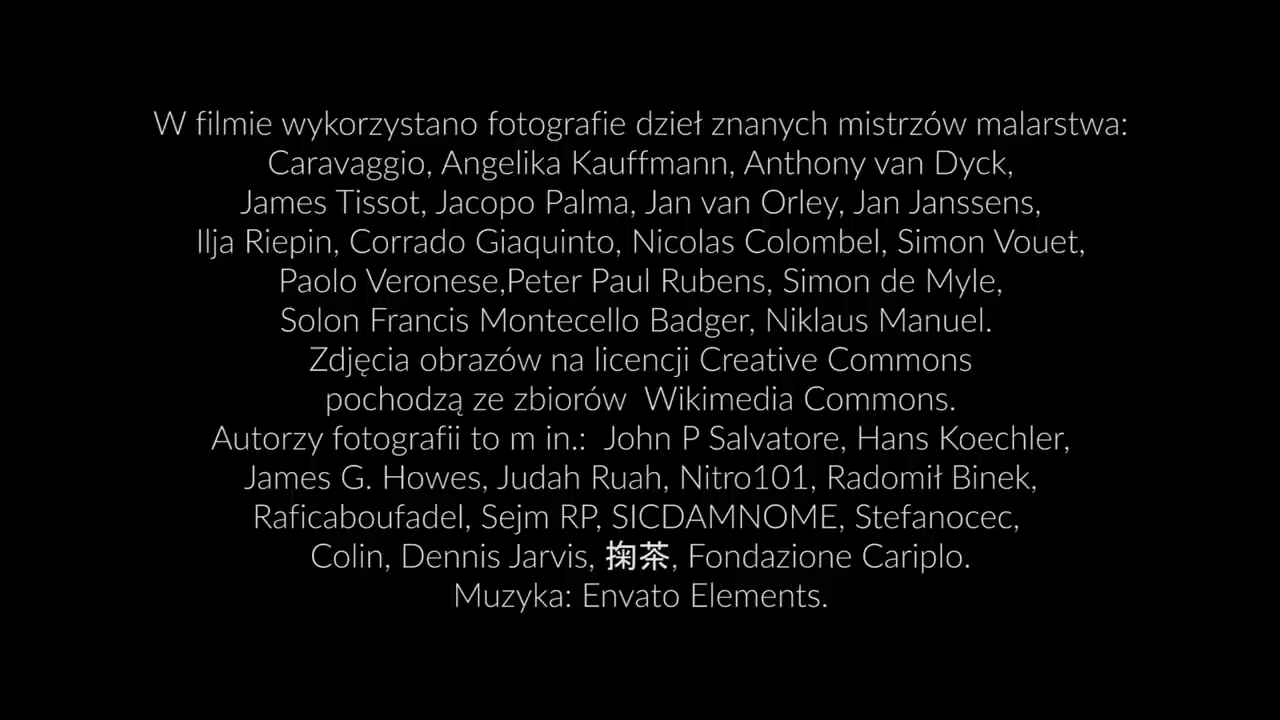 W filmie wykorzystano fotografie dzieł znanych mistrzów malarstwa:
Caravaggio, Angelika Kauffmann, Anthony van Dyck,
James Tissot, Jacopo Palma, Jan van Orley, Jan Janssens,
Ilja Riepin, Corrado Giaquinto, Nicolas Colombel, Simon Vouet,
Paolo Veronese,Peter Paul Rubens, Simon de Myle,
Solon Francis Montecello Badger, Niklaus Manuel.
Zdjęcia obrazów na licencji Creative Commons
pochodzą ze zbiorów  Wikimedia Commons.
Autorzy fotografii to m in.:  John P Salvatore, Hans Koechler,
James G. Howes, Judah Ruah, Nitro101, Radomił Binek,
Raficaboufadel, Sejm RP, SICDAMNOME, Stefanocec,
Colin, Dennis Jarvis, 掬茶, Fondazione Cariplo.
Muzyka: Envato Elements.